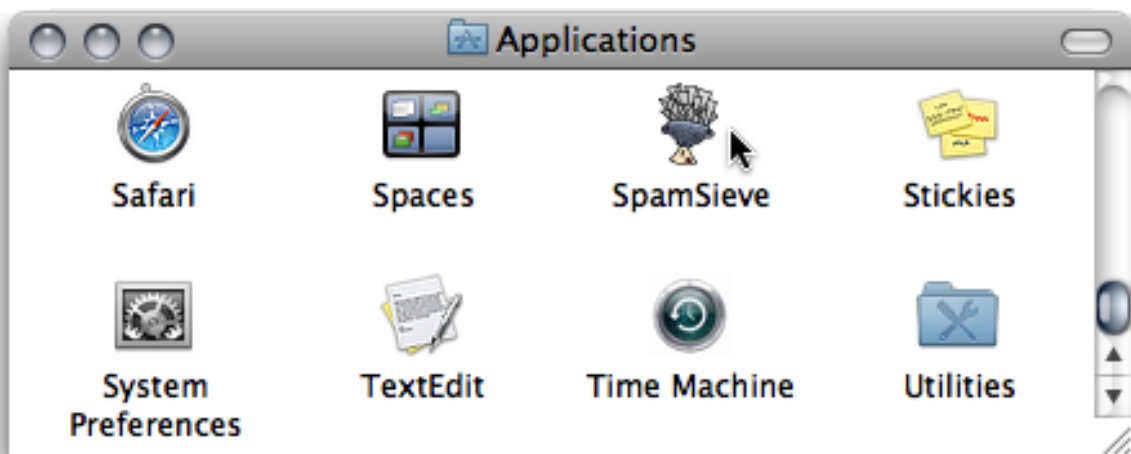 Applications
Safari
Spaces
SpamSieve
Stickies
System
Preferences
TextEdit
Time Machine
Utilities